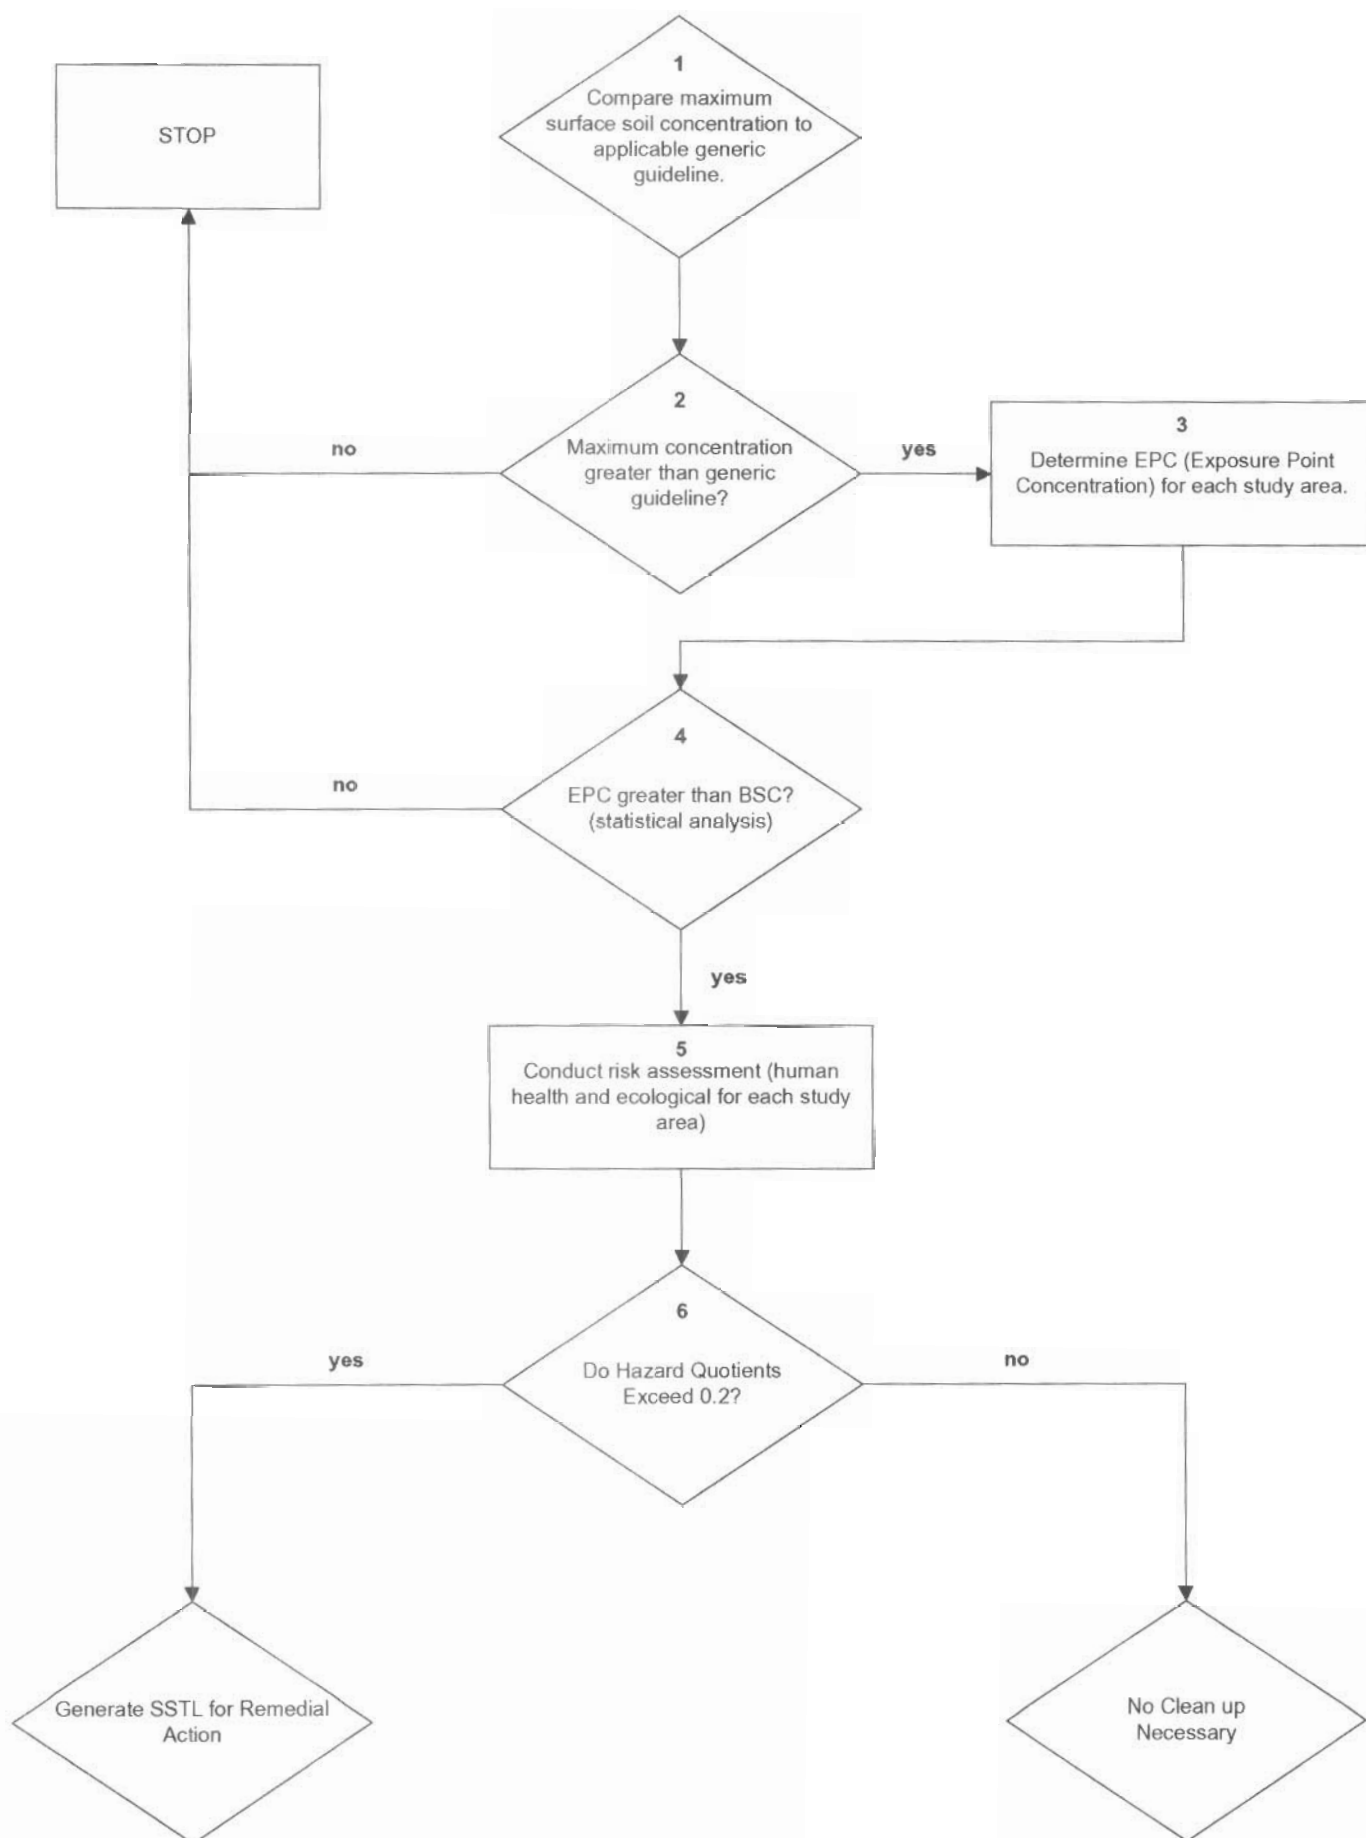 1
Compare maximum
surface soil concentration to
applicable generic
guideline.
STOP
2
Maximum concentration
greater than generic
guideline?
no
yes
3
Determine EPC (Exposure Point
Concentration) for each study area.
4
EPC greater than BSC?
(statistical analysis)
no
yes
5
Conduct risk assessment (human
health and ecological for each study
area)
6
Do Hazard Quotients
Exceed 0.2?
yes
no
Generate SSTL for Remedial
Action
No Clean up
Necessary